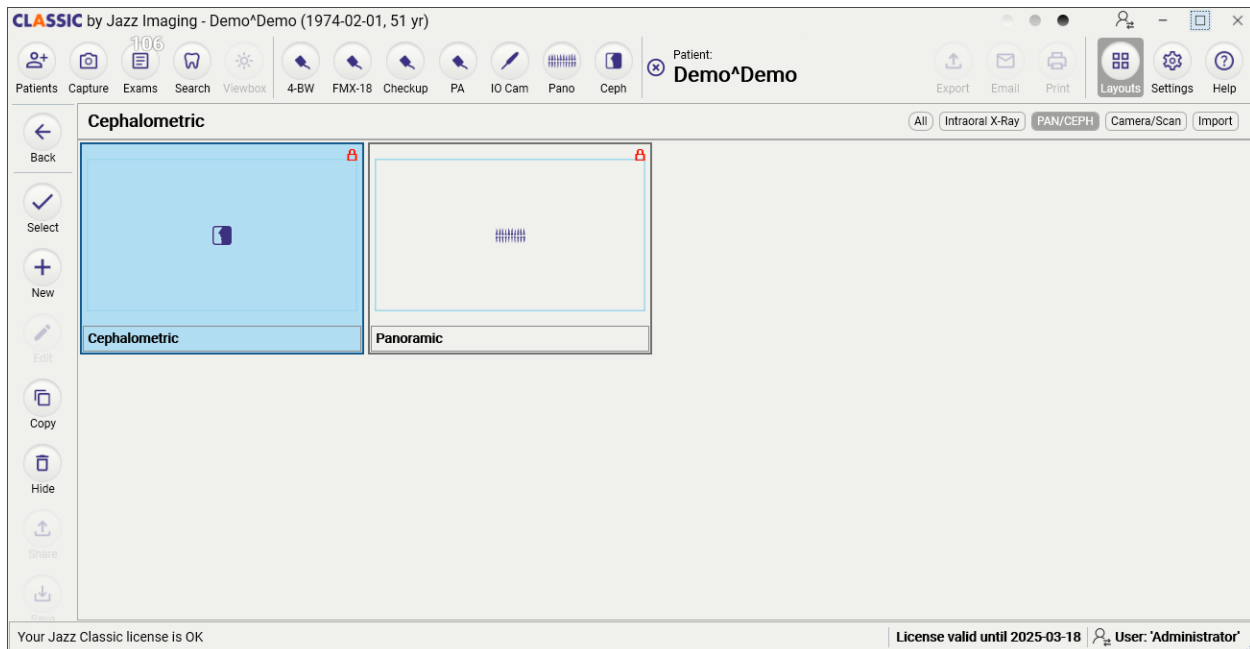 CLASSIC by Jazz Imaging - Demo^Demo (1974-02-01, 51 yr)
106
Patients Capture Exams Search Viewbox 4-BW FMX-18 Checkup PA IO Cam Pano Ceph
Patient:
Demo^Demo
Export Email Print Layouts Settings Help
Back
Cephalometric
All Intraoral X-Ray PAN/CEPH Camera/Scan Import
Select
New
Edit
Copy
Hide
Share
Save
Cephalometric Panoramic
Your Jazz Classic license is OK
License valid until 2025-03-18 User: 'Administrator'